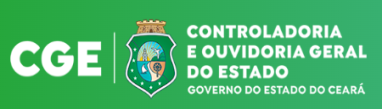 CGE
CONTROLADORIA
E OUVIDORIA GERAL
DO ESTADO
GOVERNO DO ESTADO DO CEARÁ